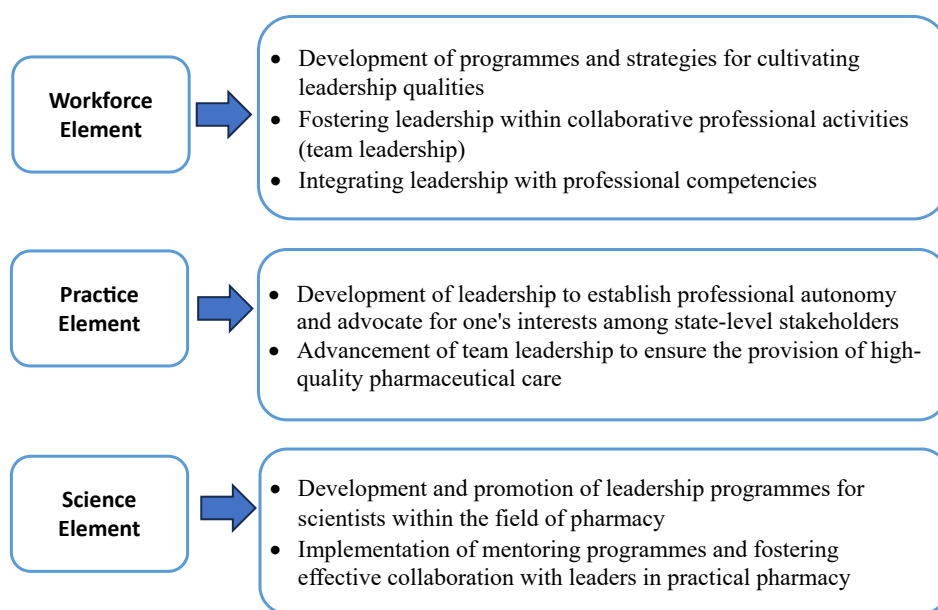 Workforce
Element
• Development of programmes and strategies for cultivating
leadership qualities
• Fostering leadership within collaborative professional activities
(team leadership)
• Integrating leadership with professional competencies
Practice
Element
• Development of leadership to establish professional autonomy
and advocate for one's interests among state-level stakeholders
• Advancement of team leadership to ensure the provision of high-
quality pharmaceutical care
Science
Element
• Development and promotion of leadership programmes for
scientists within the field of pharmacy
• Implementation of mentoring programmes and fostering
effective collaboration with leaders in practical pharmacy